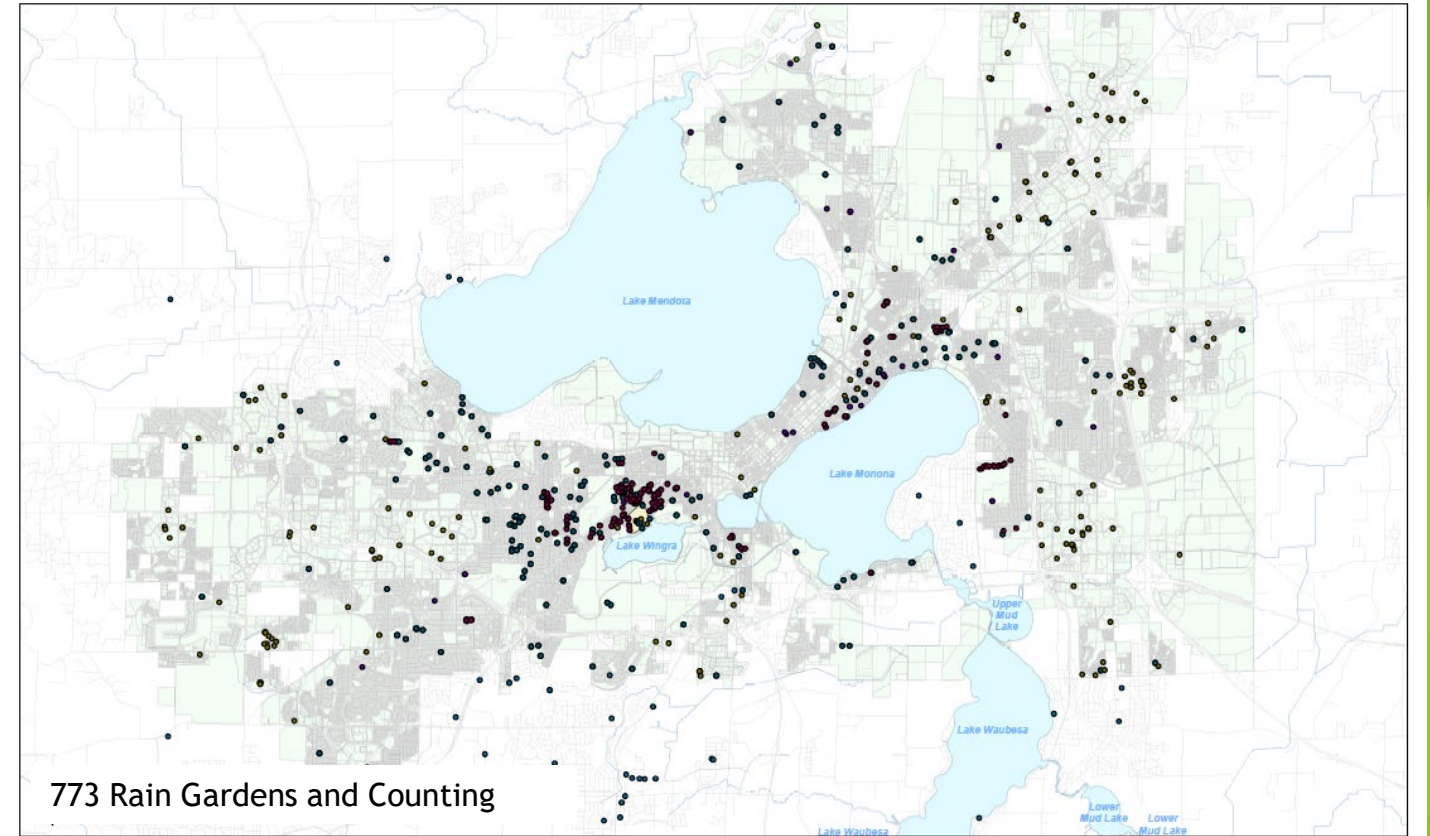 Lake Mendota
Lake Monona
Lake Wingra
Upper
Mud
Lake
Lake Waubesa
773 Rain Gardens and Counting
Lower
Mud Lake
Lower
Mud Lake
Lake Waubesa